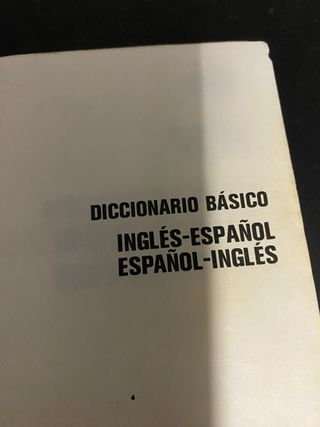 DICCIONARIO BÁSICO
INGLÉS-ESPAÑOL
ESPAÑOL-INGLÉS